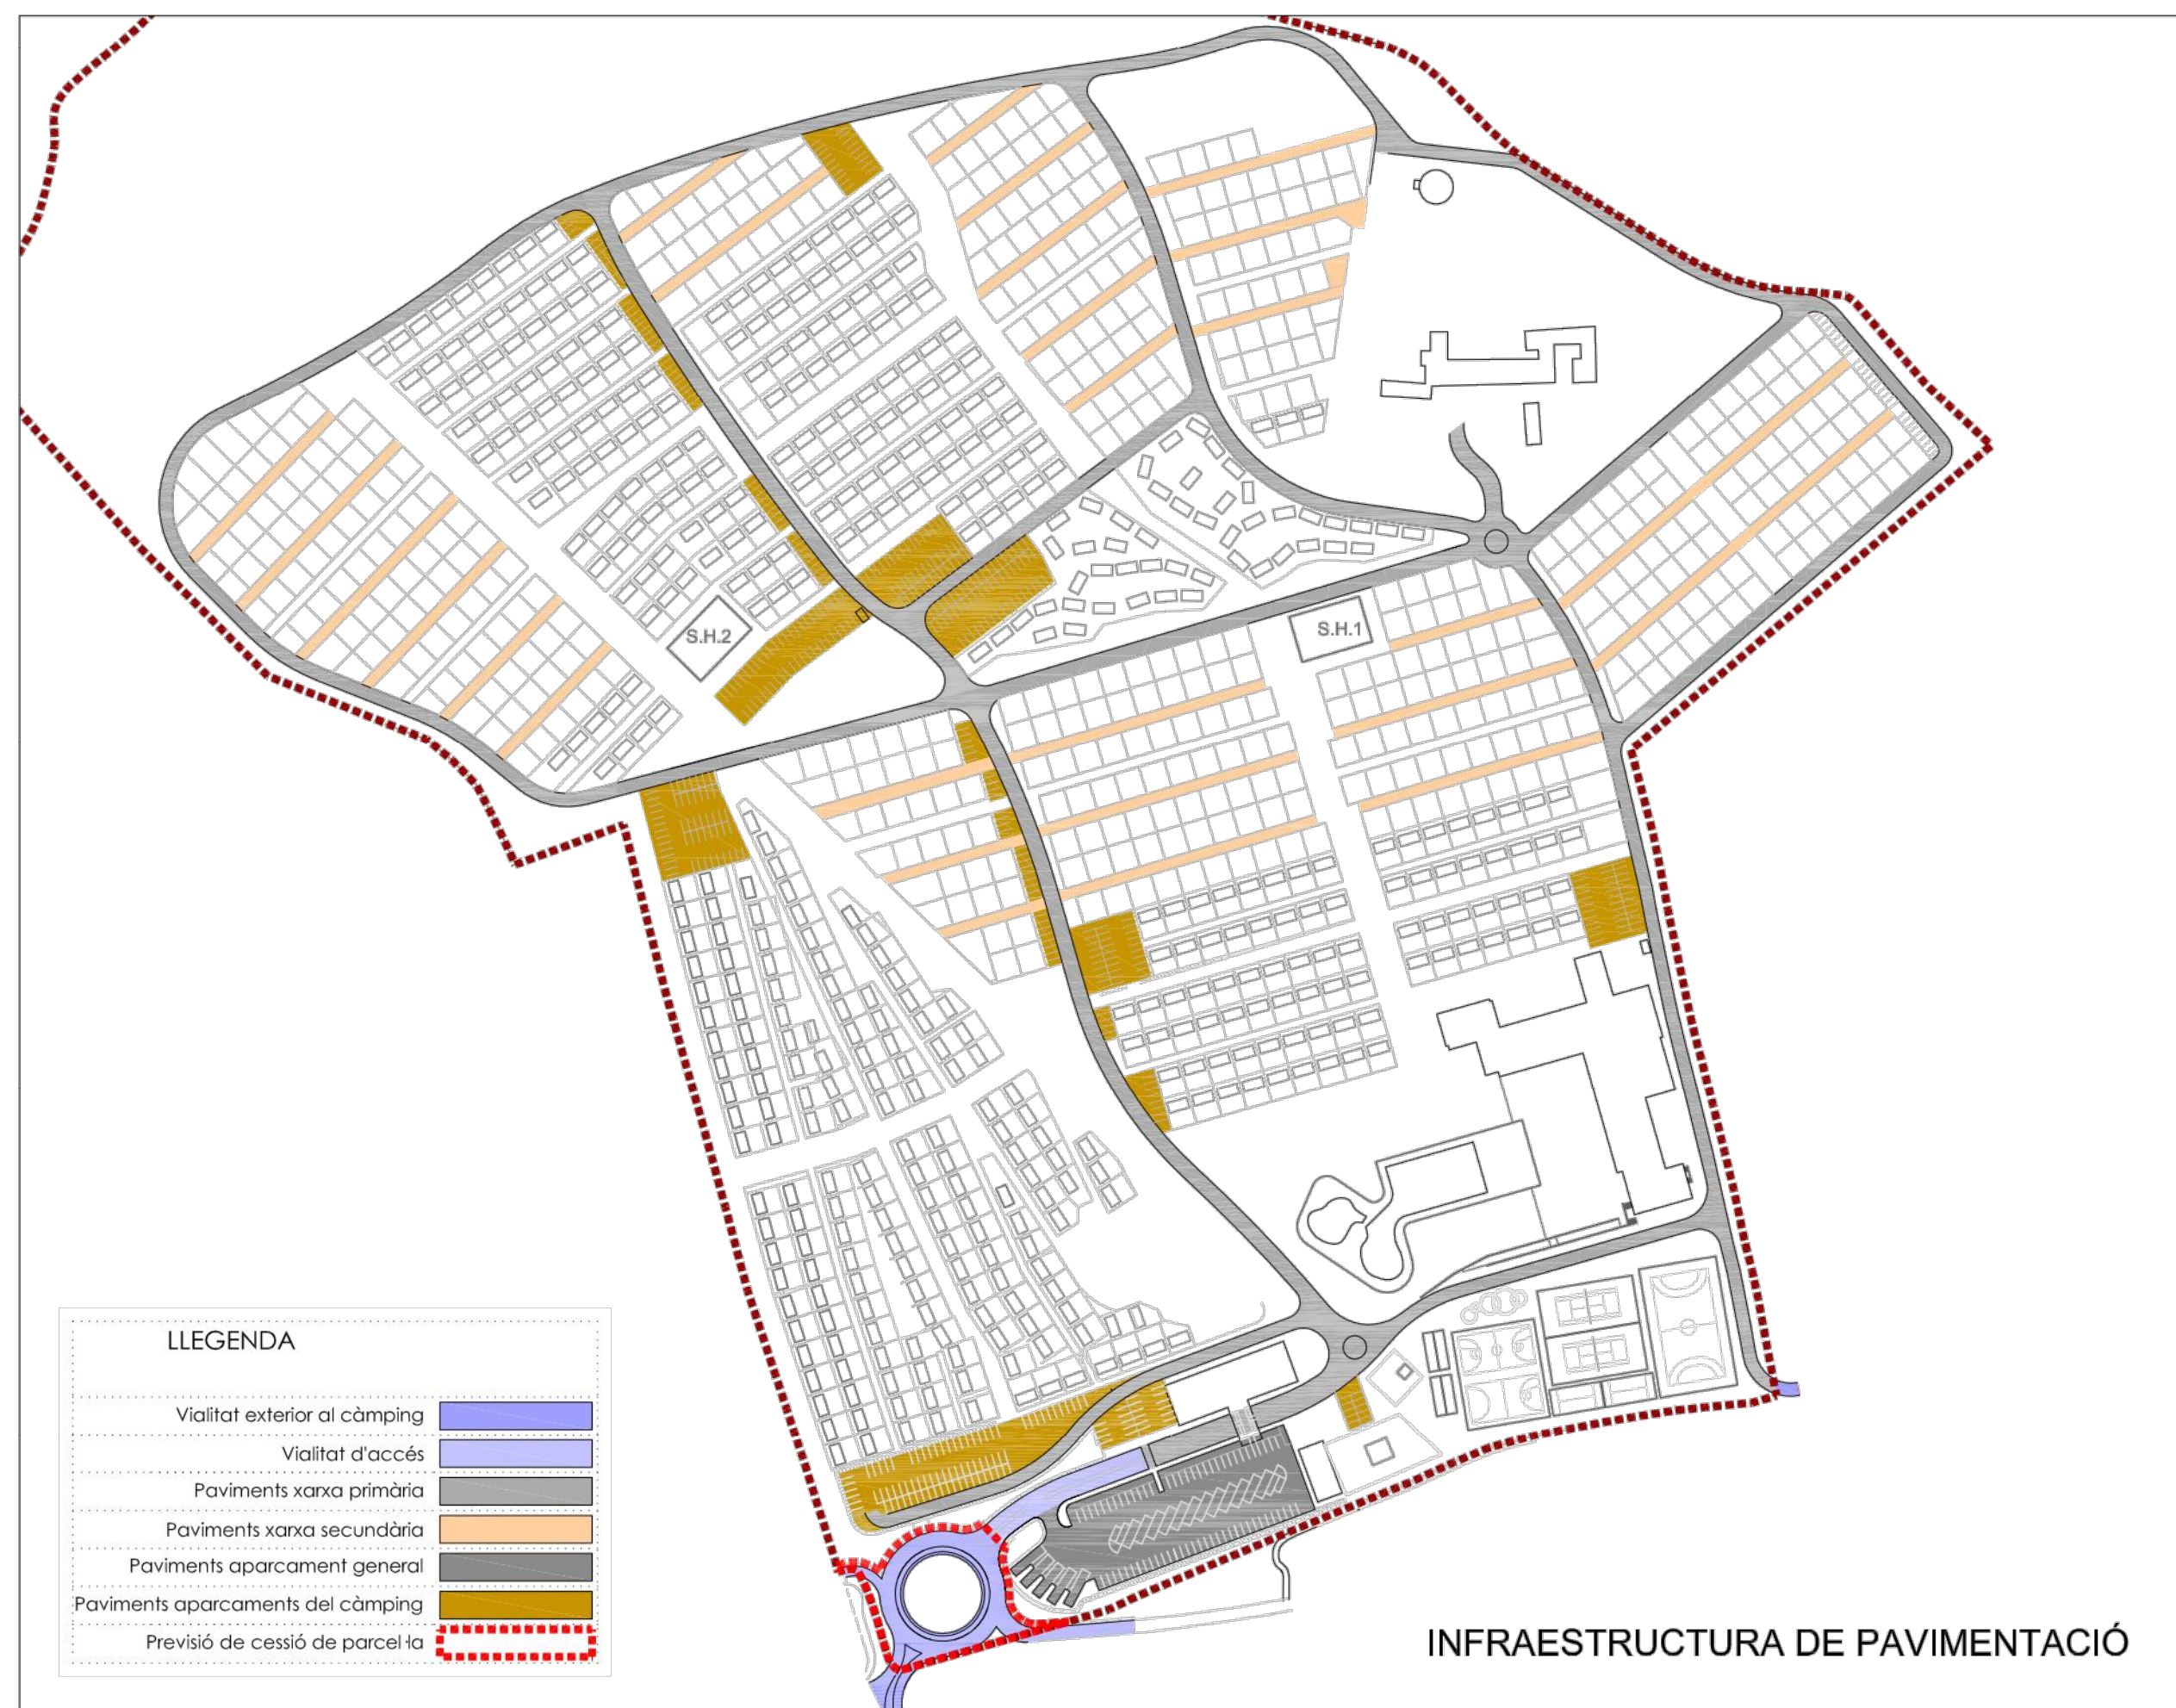 S.H.2
S.H.1
LLEGENDA
Vialitat exterior al càmping
Vialitat d'accés
Paviments xarxa primària
Paviments xarxa secundària
Paviments aparcament general
Paviments aparcaments del càmping
Previsió de cessió de parcel·la
INFRAESTRUCTURA DE PAVIMENTACIÓ